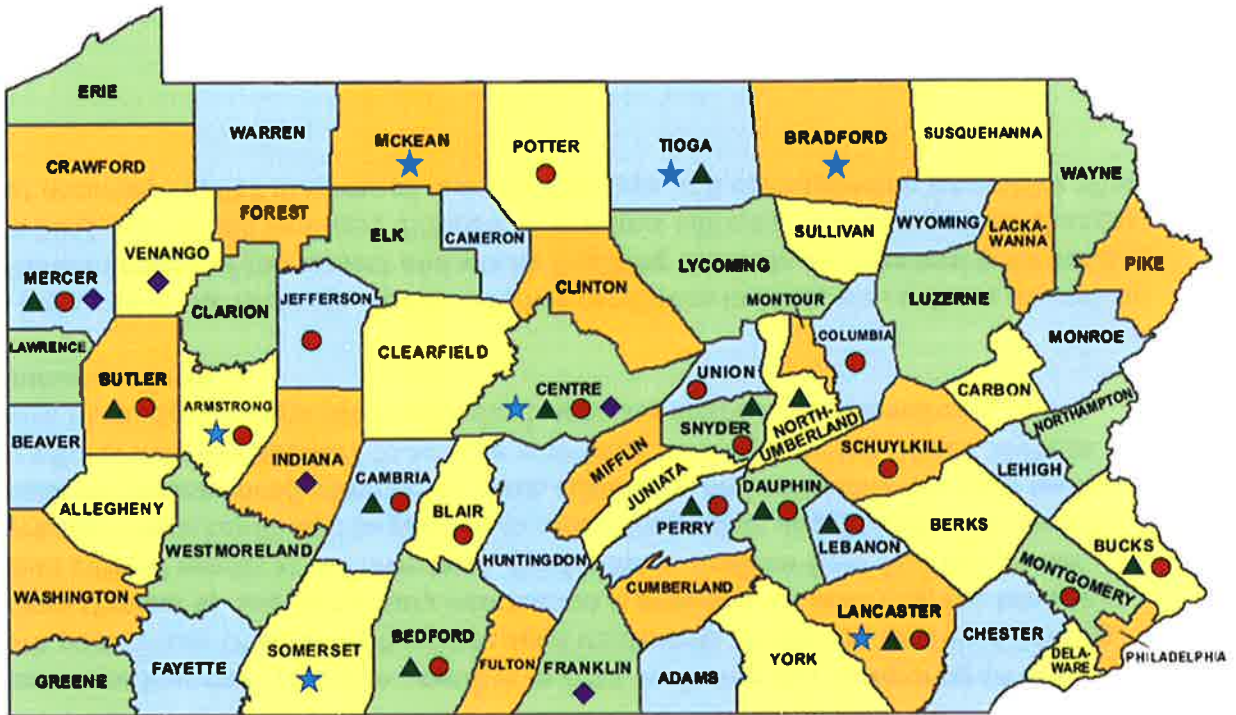 ERIE
WARREN
MCKEAN
POTTER
TIOGA
BRADFORD
SUSQUEHANNA
CRAWFORD
WAYNE
FOREST
ELK
CAMERON
SULLIVAN
WYOMING
LACKA-
WANNA
VENANGO
MERCER
LYCOMING
PIKE
CLINTON
CLARION
JEFFERSON
MONTOUR
COLUMBIA
LUZERNE
LAWRENCE
CLEARFIELD
MONROE
BUTLER
CENTRE
UNION
CARBON
ARMSTRONG
NORTHAMPTON
BEAVER
SNYDER
NORTH-
UMBERLAND
SCHUYLKILL
INDIANA
CAMBRIA
MIFFLIN
JUNIATA
LEHIGH
DAUPHIN
ALLEGHENY
BLAIR
PERRY
BERKS
WESTMORELAND
HUNTINGDON
LEBANON
BUCKS
MONTGOMERY
WASHINGTON
CUMBERLAND
LANCASTER
BEDFORD
CHESTER
SOMERSET
YORK
DELA-
WARE
PHILADELPHIA
GREENE
FAYETTE
FULTON
FRANKLIN
ADAMS